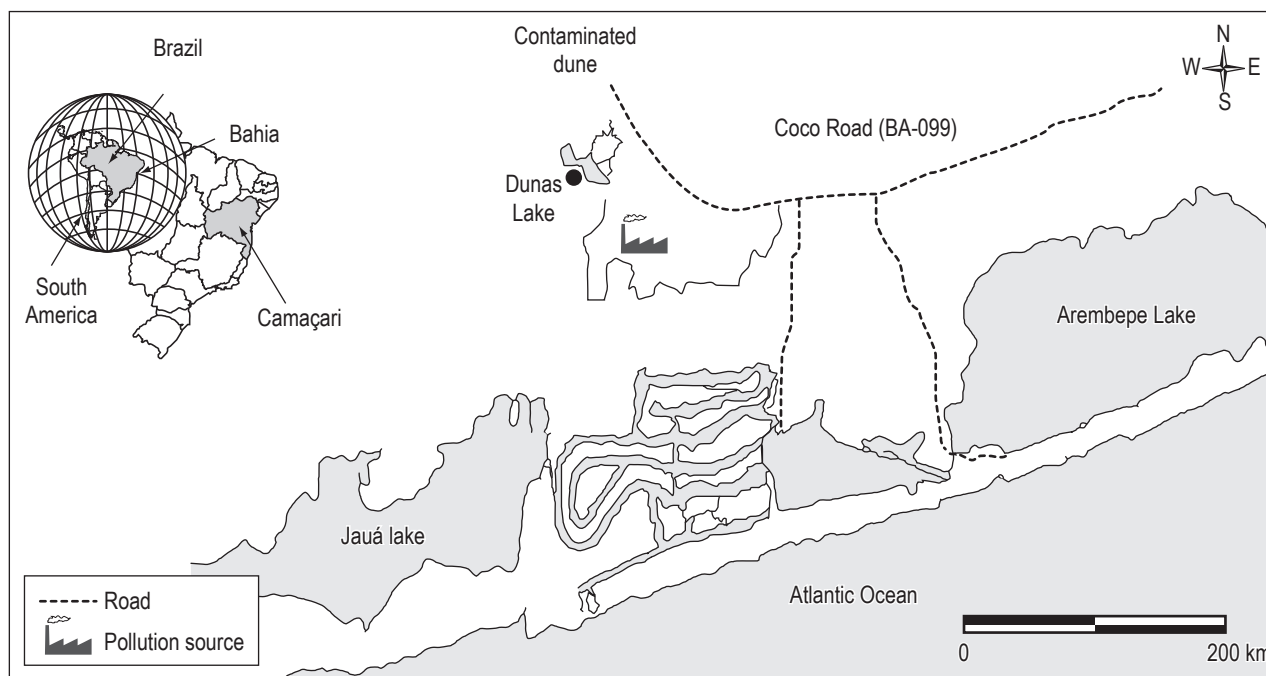 Brazil
Bahia
South
America
Camaçari
Contaminated
dune
Dunas
Lake
Coco Road (BA-099)
N
W E
S
Arembepe Lake
Jauá lake
Atlantic Ocean
Road
Pollution source
0 200 km